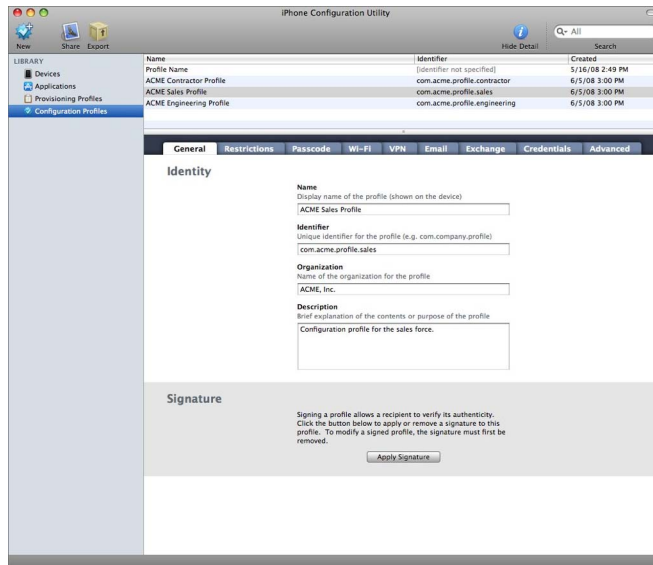 iPhone Configuration Utility
New Share Export Hide Detail Search
All
LIBRARY
Devices
Applications
Provisioning Profiles
Configuration Profiles
Name Identifier Created
Profile Name [identifier not specified] 5/16/08 2:49 PM
ACME Contractor Profile com.acme.profile.contractor 6/5/08 3:00 PM
ACME Sales Profile com.acme.profile.sales 6/5/08 3:00 PM
ACME Engineering Profile com.acme.profile.engineering 6/5/08 3:00 PM
General Restrictions Passcode Wi-Fi VPN Email Exchange Credentials Advanced
Identity
Name
Display name of the profile (shown on the device)
ACME Sales Profile
Identifier
Unique identifier for the profile (e.g. com.company.profile)
com.acme.profile.sales
Organization
Name of the organization for the profile
ACME, Inc.
Description
Brief explanation of the contents or purpose of the profile
Configuration profile for the sales force.
Signature
Signing a profile allows a recipient to verify its authenticity.
Click the button below to apply or remove a signature to this
profile. To modify a signed profile, the signature must first be
removed.
Apply Signature